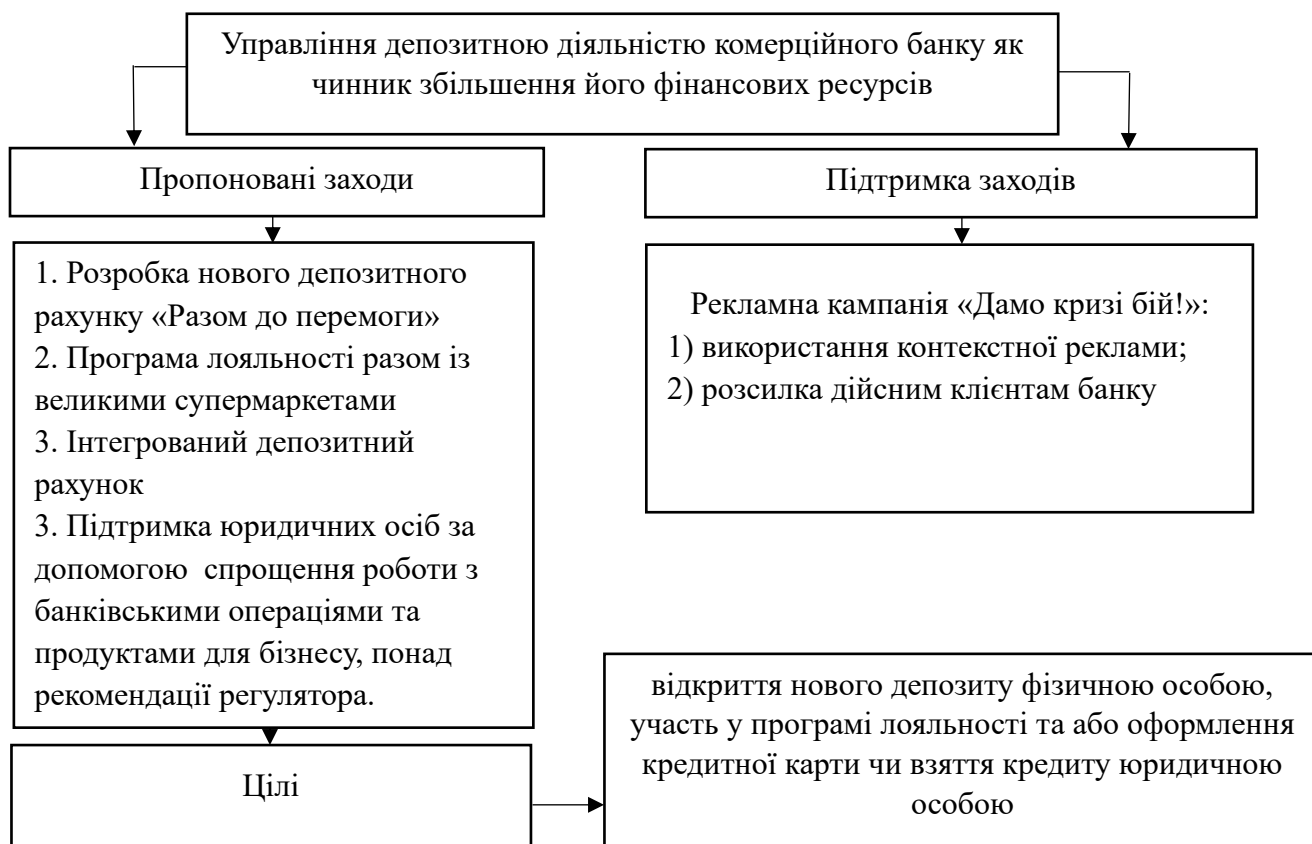 Управління депозитною діяльністю комерційного банку як
чинник збільшення його фінансових ресурсів
Пропоновані заходи
Підтримка заходів
1. Розробка нового депозитного
рахунку «Разом до перемоги»
2. Програма лояльності разом із
великими супермаркетами
3. Інтегрований депозитний
рахунок
3. Підтримка юридичних осіб за
допомогою спрощення роботи з
банківськими операціями та
продуктами для бізнесу, понад
рекомендації регулятора.
Рекламна кампанія «Дамо кризі бій!»:
1) використання контекстної реклами;
2) розсилка дійсним клієнтам банку
Цілі
відкриття нового депозиту фізичною особою,
участь у програмі лояльності та або оформлення
кредитної карти чи взяття кредиту юридичною
особою